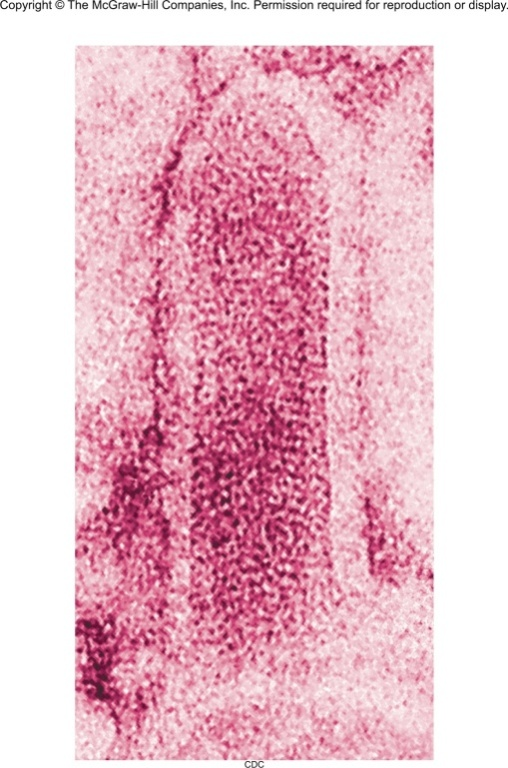 Copyright © The McGraw-Hill Companies, Inc. Permission required for reproduction or display.
CDC